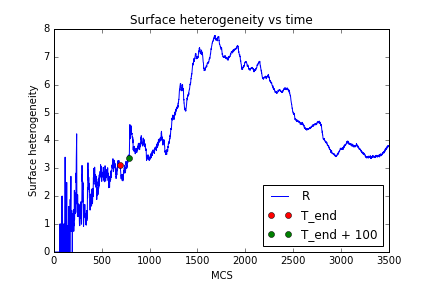 Surface heterogeneity vs time
8
7
6
5
4
3
2
1
0
Surface heterogeneity
R
T_end
T_end + 100
0 500 1000 1500 2000 2500 3000 3500
MCS